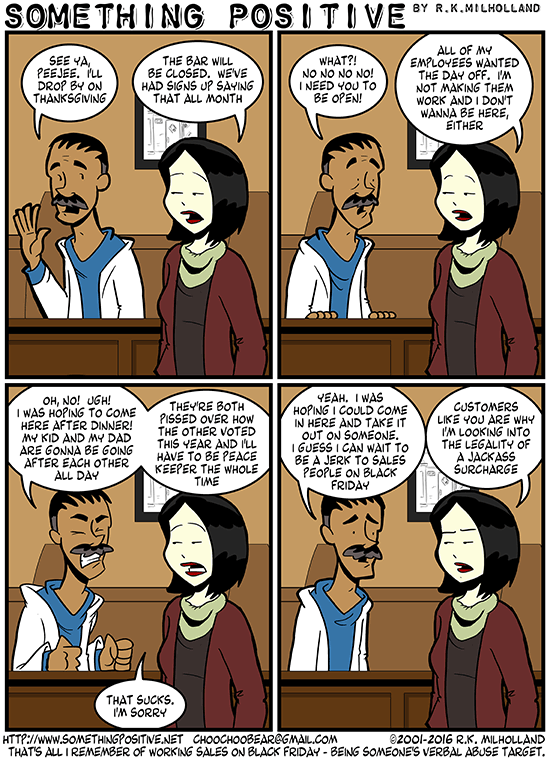 SOMETHING POSITIVE BY R.K.MILHOLLAND
SEE YA,
PEEJEE. I'LL
DROP BY ON
THANKSGIVING
THE BAR WILL
BE CLOSED. WE'VE
HAD SIGNS UP SAYING
THAT ALL MONTH
WHAT?!
NO NO NO NO!
I NEED YOU TO
BE OPEN!
ALL OF MY
EMPLOYEES WANTED
THE DAY OFF. I'M
NOT MAKING THEM
WORK AND I DON'T
WANNA BE HERE,
EITHER
OH, NO! UGH!
I WAS HOPING TO COME
HERE AFTER DINNER!
MY KID AND MY DAD
ARE GONNA BE GOING
AFTER EACH OTHER
ALL DAY
THEY'RE BOTH
PISSED OVER HOW
THE OTHER VOTED
THIS YEAR AND I'LL
HAVE TO BE PEACE
KEEPER THE WHOLE
TIME
THAT SUCKS.
I'M SORRY
YEAH. I WAS
HOPING I COULD COME
IN HERE AND TAKE IT
OUT ON SOMEONE.
I GUESS I CAN WAIT TO
BE A JERK TO SALES
PEOPLE ON BLACK
FRIDAY
CUSTOMERS
LIKE YOU ARE WHY
I'M LOOKING INTO
THE LEGALITY OF
A JACKASS
SURCHARGE
HTTP://WWW.SOMETHINGPOSITIVE.NET CHOOCHOOBEAR@GMAIL.COM ©2001-2016 R.K. MILHOLLAND
THAT'S ALL I REMEMBER OF WORKING SALES ON BLACK FRIDAY - BEING SOMEONE'S VERBAL ABUSE TARGET.